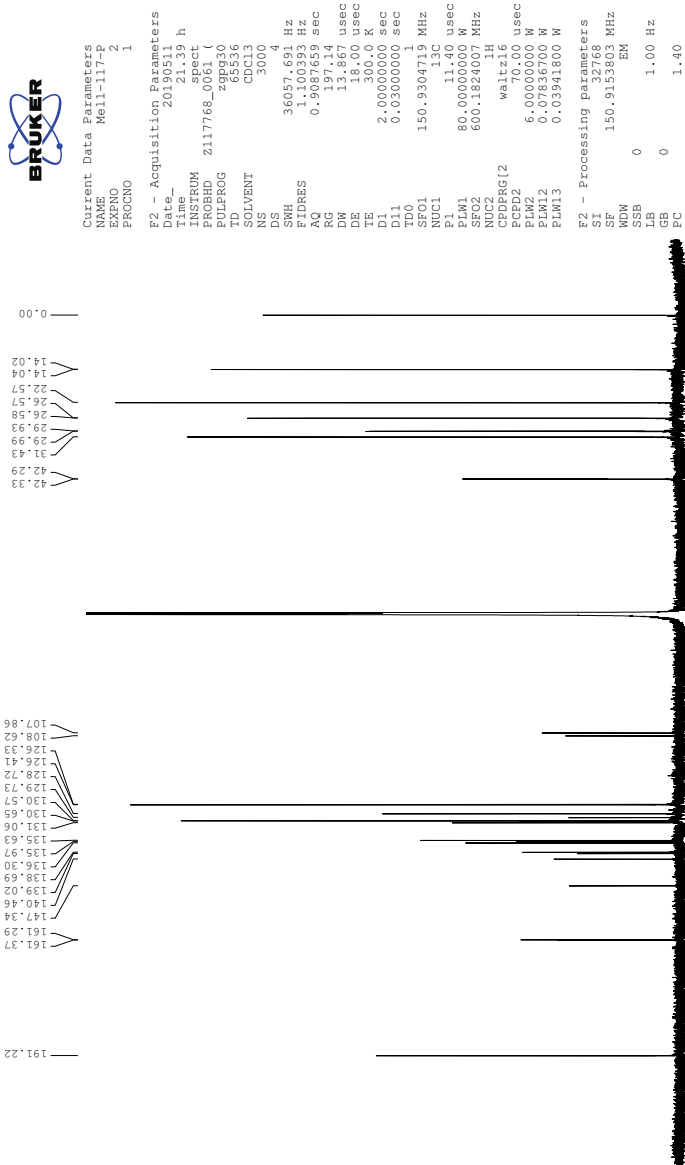 BRUKER
Current Data Parameters
NAME Mell-117-P
EXPNO 2
PROCNO 1
F2 - Acquisition Parameters
Date_ 20190511
Time 21.39 h
INSTRUM spect
PROBHD Z117768_0061 (
PULPROG zgpg30
TD 65536
SOLVENT CDCl3
NS 3000
DS 4
SWH 36057.691 Hz
FIDRES 1.100393 Hz
AQ 0.9087659 sec
RG 197.14
DW 13.867 usec
DE 18.00 usec
TE 300.0 K
D1 2.00000000 sec
D11 0.03000000 sec
TD0 1
SFO1 150.9304719 MHz
NUC1 13C
P1 11.40 usec
PLW1 80.00000000 W
SFO2 600.1824007 MHz
NUC2 1H
CPDPRG[2 waltz16
PCPD2 70.00 usec
PLW2 6.00000000 W
PLW12 0.07836700 W
PLW13 0.03941800 W
F2 - Processing parameters
SI 32768
SF 150.9153803 MHz
WDW EM
SSB 0
LB 1.00 Hz
GB 0
PC 1.40
0.00
14.02
14.04
22.57
26.57
26.58
29.93
29.99
31.43
42.29
42.33
107.86
108.62
126.33
126.41
128.72
129.73
130.57
130.65
131.06
135.63
135.97
136.30
138.69
139.02
140.46
147.34
161.29
161.37
191.22